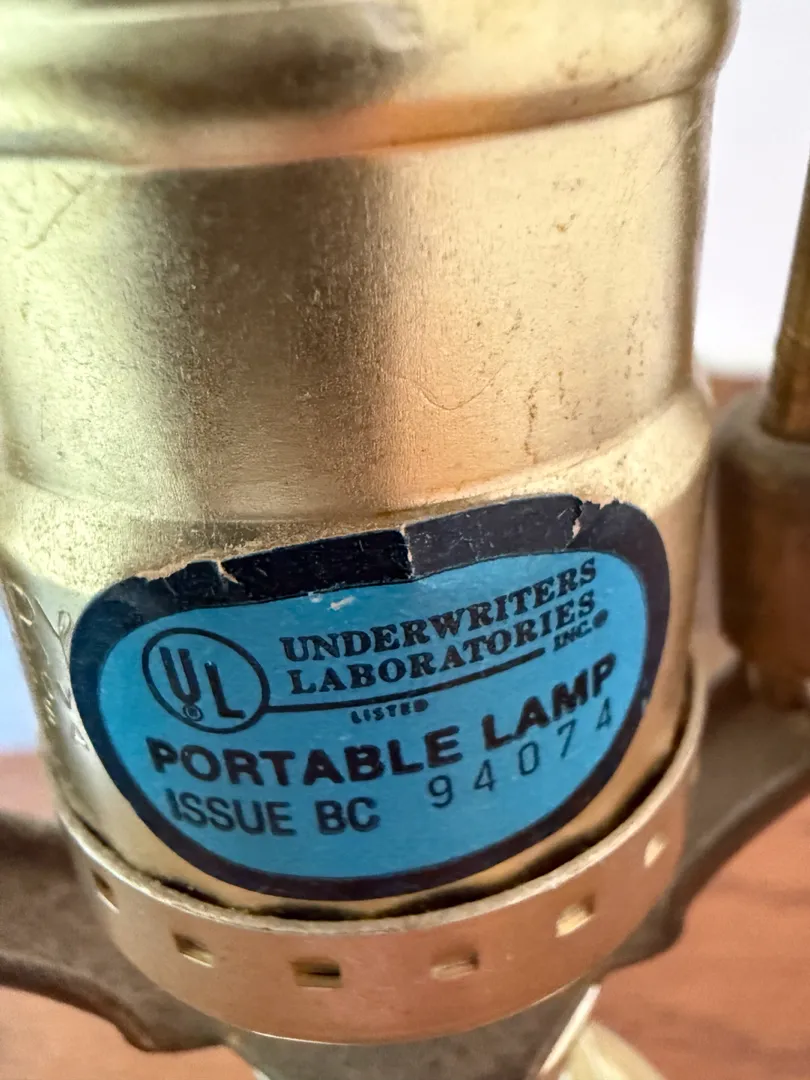 UL®
UNDERWRITERS
LABORATORIES
INC.®
LISTED
PORTABLE LAMP
ISSUE BC 94074